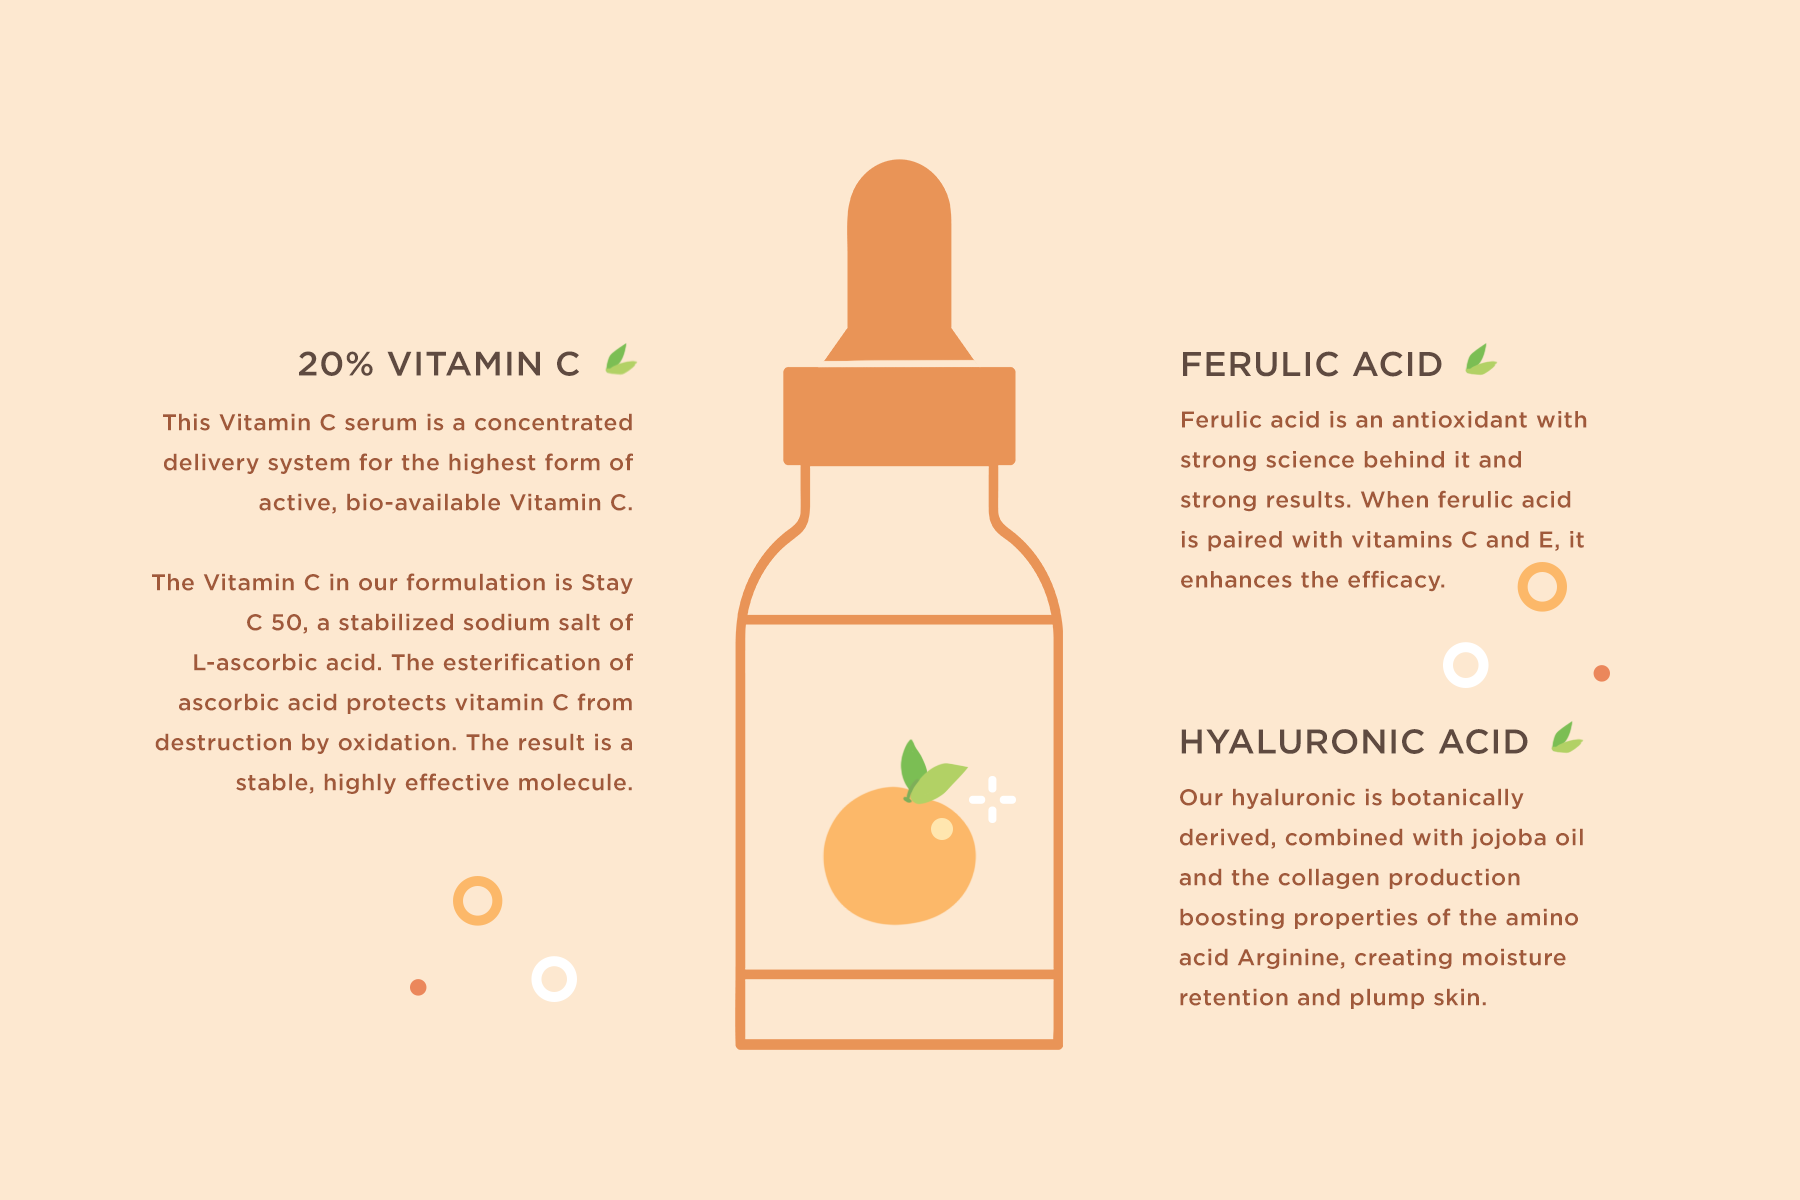 20% VITAMIN C
This Vitamin C serum is a concentrated
delivery system for the highest form of
active, bio-available Vitamin C.
The Vitamin C in our formulation is Stay
C 50, a stabilized sodium salt of
L-ascorbic acid. The esterification of
ascorbic acid protects vitamin C from
destruction by oxidation. The result is a
stable, highly effective molecule.
FERULIC ACID
Ferulic acid is an antioxidant with
strong science behind it and
strong results. When ferulic acid
is paired with vitamins C and E, it
enhances the efficacy.
HYALURONIC ACID
Our hyaluronic is botanically
derived, combined with jojoba oil
and the collagen production
boosting properties of the amino
acid Arginine, creating moisture
retention and plump skin.